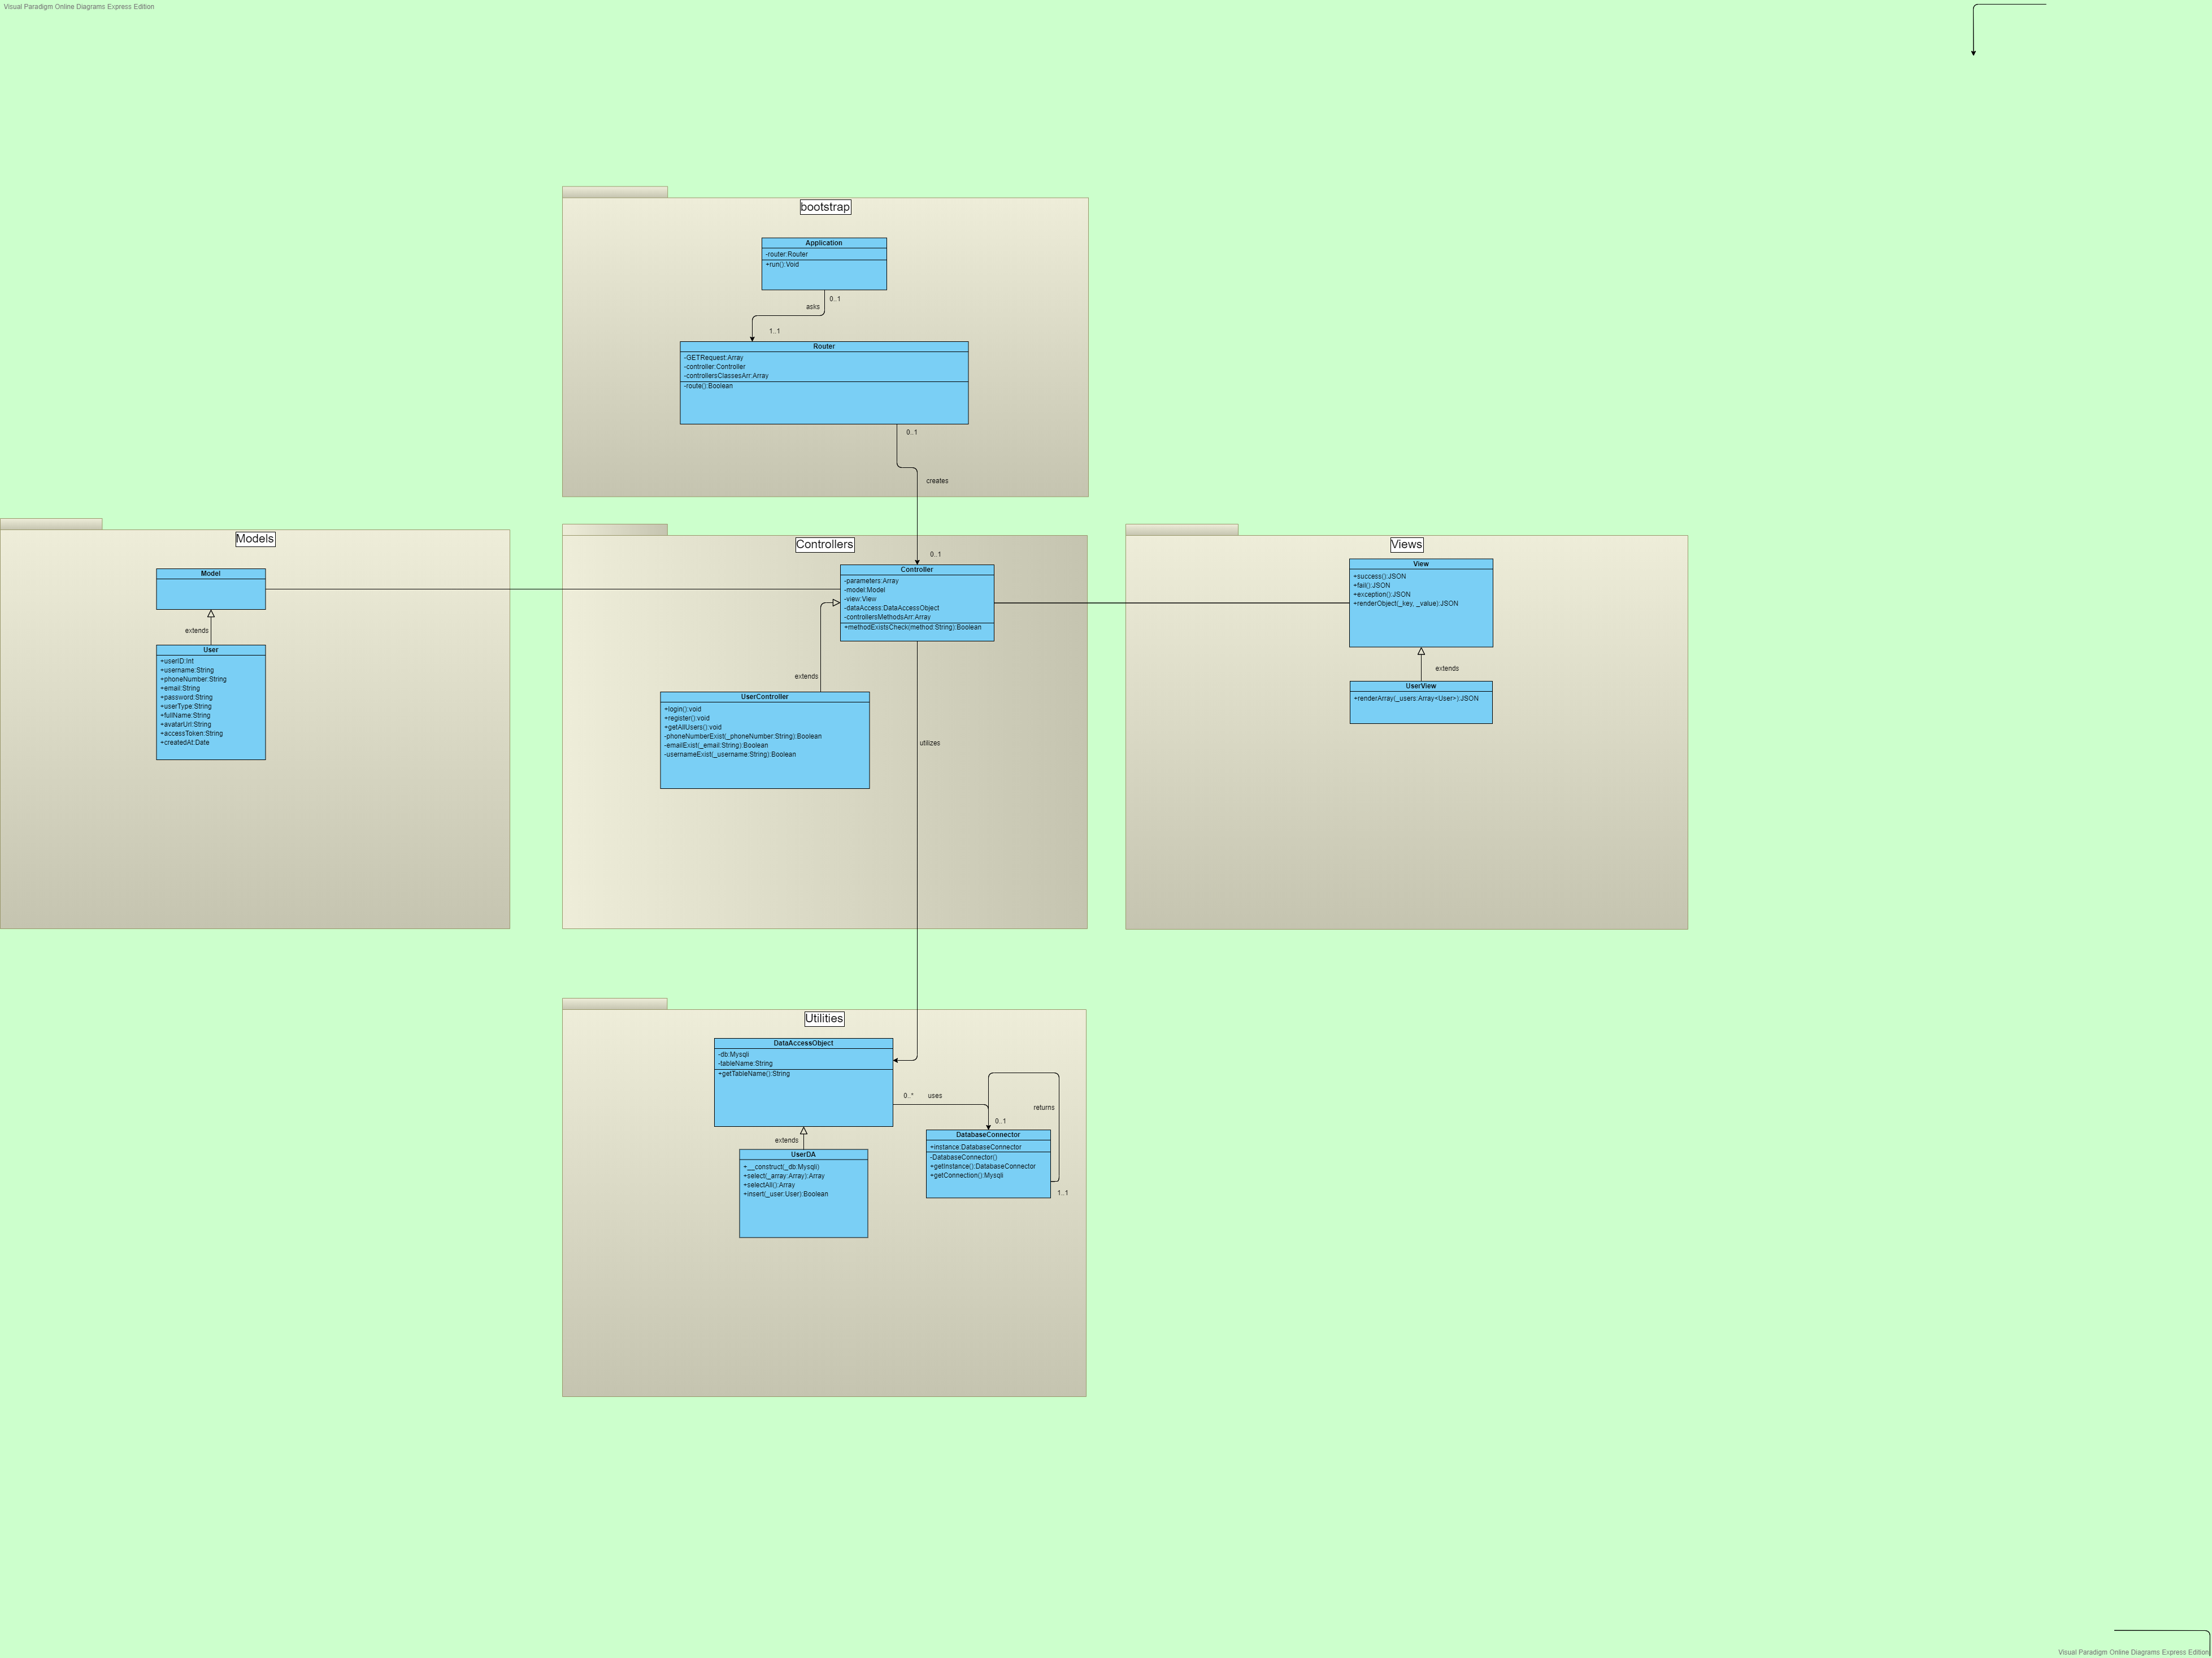 Visual Paradigm Online Diagrams Express Edition
bootstrap
Application
-router:Router
+run():Void
0..1
asks
1..1
Router
-GETRequest:Array
-controller:Controller
-controllersClassesArr:Array
-route():Boolean
0..1
creates
0..1
Models
Model
extends
User
+userID:Int
+username:String
+phoneNumber:String
+email:String
+password:String
+userType:String
+fullName:String
+avatarUrl:String
+accessToken:String
+createdAt:Date
Controllers
Controller
-parameters:Array
-model:Model
-view:View
-dataAccess:DataAccessObject
-controllersMethodsArr:Array
+methodExistsCheck(method:String):Boolean
extends
UserController
+login():void
+register():void
+getAllUsers():void
-phoneNumberExist(_phoneNumber:String):Boolean
-emailExist(_email:String):Boolean
-usernameExist(_username:String):Boolean
utilizes
Views
View
+success():JSON
+fail():JSON
+exception():JSON
+renderObject(_key, _value):JSON
extends
UserView
+renderArray(_users:Array<User>):JSON
Utilities
DataAccessObject
-db:Mysqli
-tableName:String
+getTableName():String
0..*
uses
0..1
returns
extends
UserDA
+__construct(_db:Mysqli)
+select(_array:Array):Array
+selectAll():Array
+insert(_user:User):Boolean
DatabaseConnector
+instance:DatabaseConnector
-DatabaseConnector()
+getInstance():DatabaseConnector
+getConnection():Mysqli
1..1
Visual Paradigm Online Diagrams Express Edition